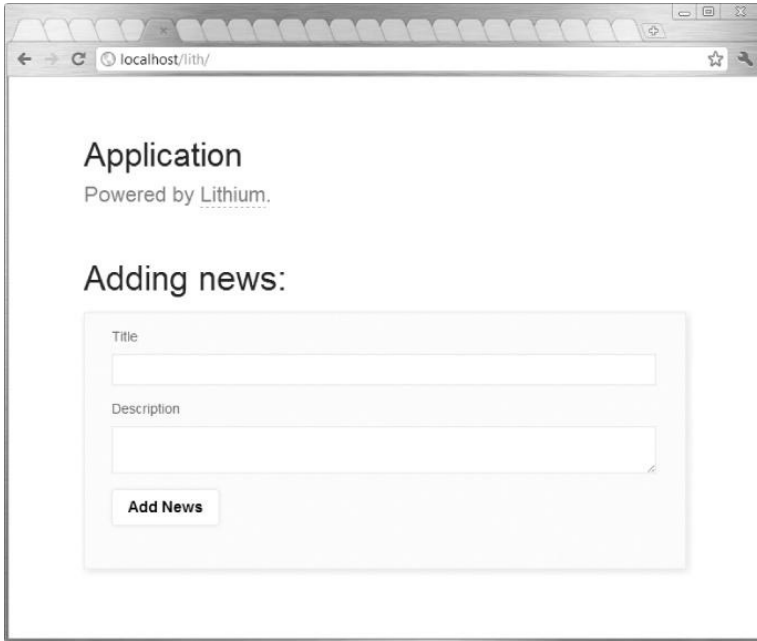 localhost/lith/
Application
Powered by Lithium.
Adding news:
Title
Description
Add News